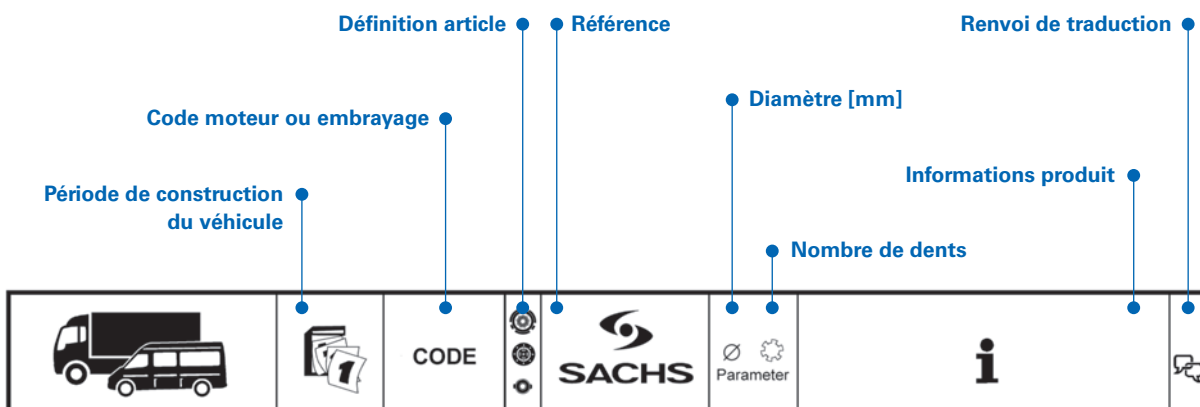 Définition article
Référence
Renvoi de traduction
Diamètre [mm]
Code moteur ou embrayage
Informations produit
Période de construction
du véhicule
Nombre de dents
1
CODE
SACHS
Ø
Parameter
i